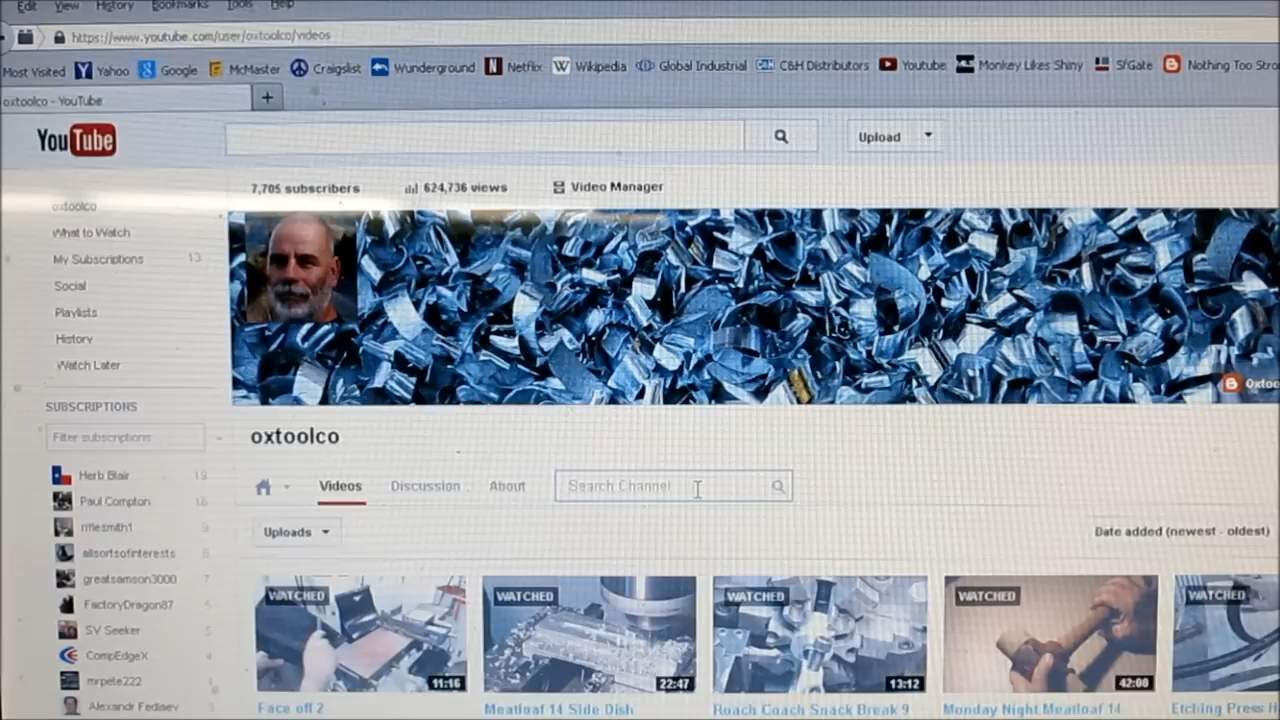 Edit View History Bookmarks Tools Help
https://www.youtube.com/user/oxtoolco/videos
Most Visited Yahoo Google McMaster Craigslist Wunderground Netflix Wikipedia Global Industrial C&H Distributors Youtube Monkey Likes Shiny SfGate Nothing Too Stro
oxtoolco - YouTube +
YouTube
Upload
7,705 subscribers 624,736 views Video Manager
oxtoolco
What to Watch
My Subscriptions 13
Social
Playlists
History
Watch Later
Oxtoo
SUBSCRIPTIONS
Filter subscriptions
oxtoolco
Herb Blair 19
Paul Compton 16
riflesmith1 9
allsortsofinterests 8
greatsamson3000 7
FactoryDragon87 5
SV Seeker 5
CompEdgeX 4
mrpete222 4
Alexandr Fediaev
Videos Discussion About Search Channel
Uploads Date added (newest - oldest)
WATCHED WATCHED WATCHED WATCHED WATCHED
11:16 22:47 13:12 42:00
Face off 2 Meatloaf 14 Side Dish Roach Coach Snack Break 9 Monday Night Meatloaf 14 Etching Press H